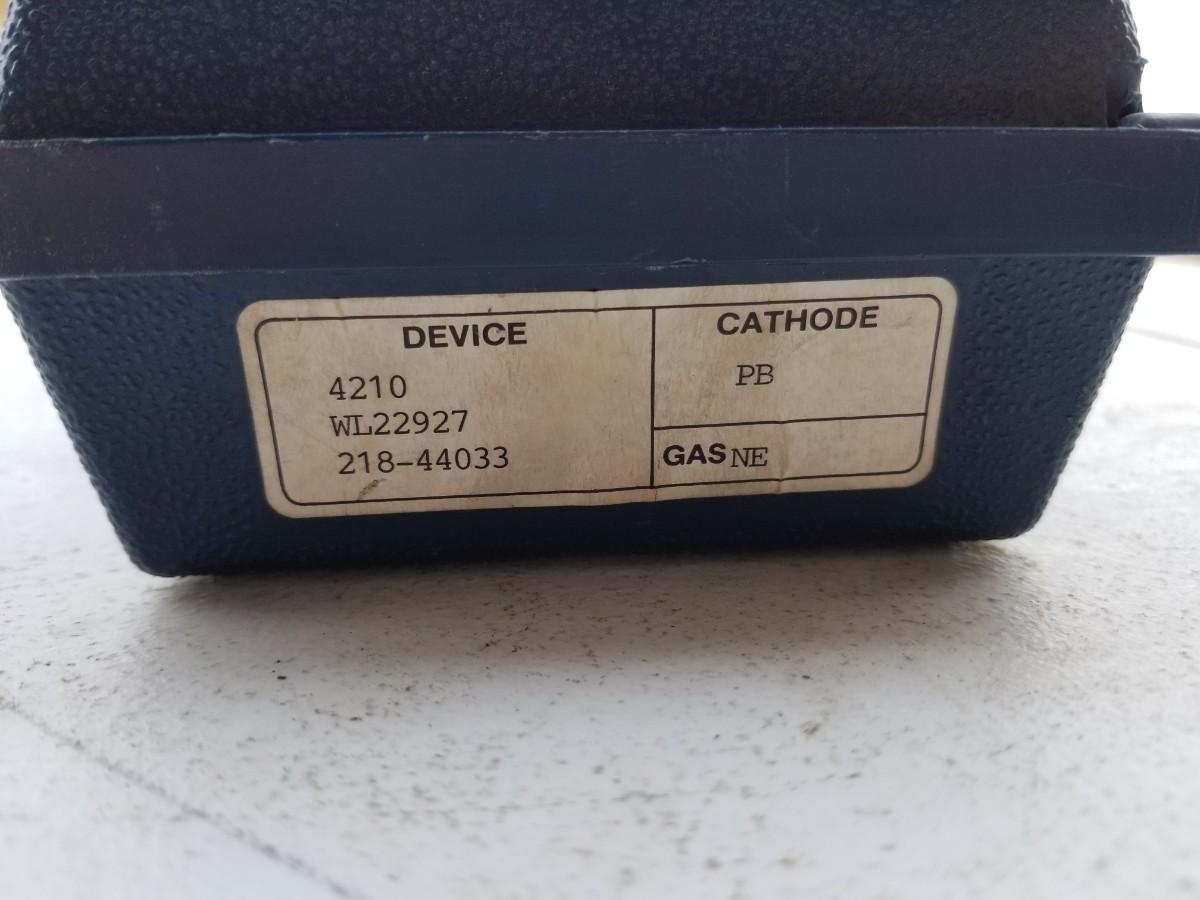 DEVICE
4210
WL22927
218-44033
CATHODE
PB
GAS NE